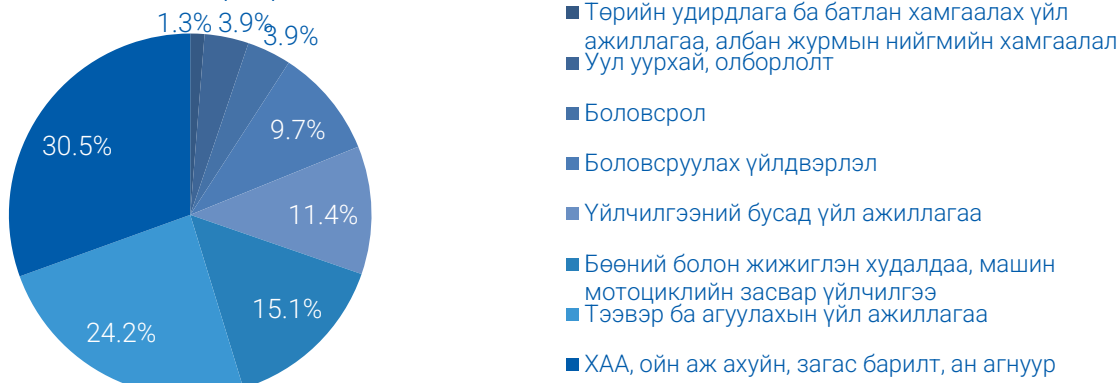 1.3%
3.9%
3.9%
9.7%
11.4%
15.1%
24.2%
30.5%
Төрийн удирдлага ба батлан хамгаалах үйл
ажиллагаа, албан журмын нийгмийн хамгаалал
Уул уурхай, олборлолт
Боловсрол
Боловсруулах үйлдвэрлэл
Үйлчилгээний бусад үйл ажиллагаа
Бөөний болон жижиглэн худалдаа, машин
мотоциклийн засвар үйлчилгээ
Тээвэр ба агуулахын үйл ажиллагаа
ХАА, ойн аж ахуйн, загас барилт, ан агнуур